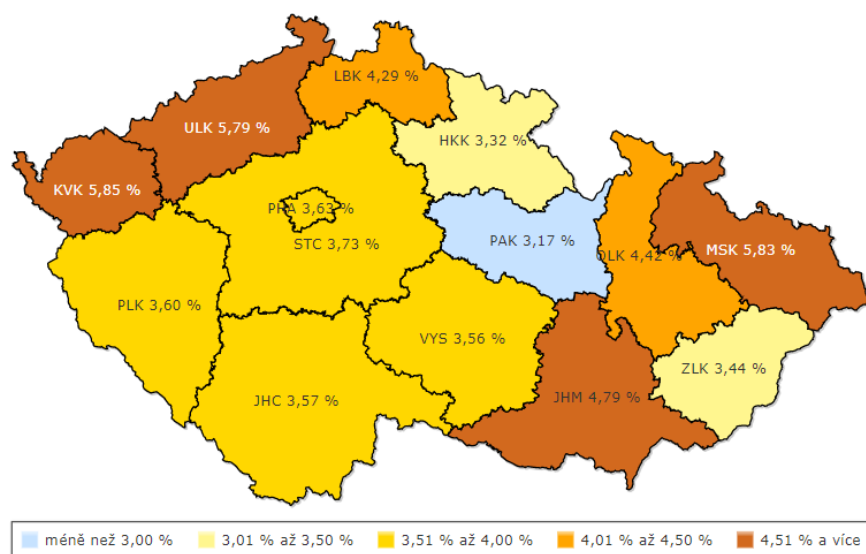 LBK 4,29 %
ULK 5,79 %
HKK 3,32 %
KVK 5,85 %
PHA 3,63 %
STC 3,73 %
PAK 3,17 %
OLK 4,42 %
MSK 5,83 %
PLK 3,60 %
VYS 3,56 %
ZLK 3,44 %
JHC 3,57 %
JHM 4,79 %
méně než 3,00 % 3,01 % až 3,50 % 3,51 % až 4,00 % 4,01 % až 4,50 % 4,51 % a více